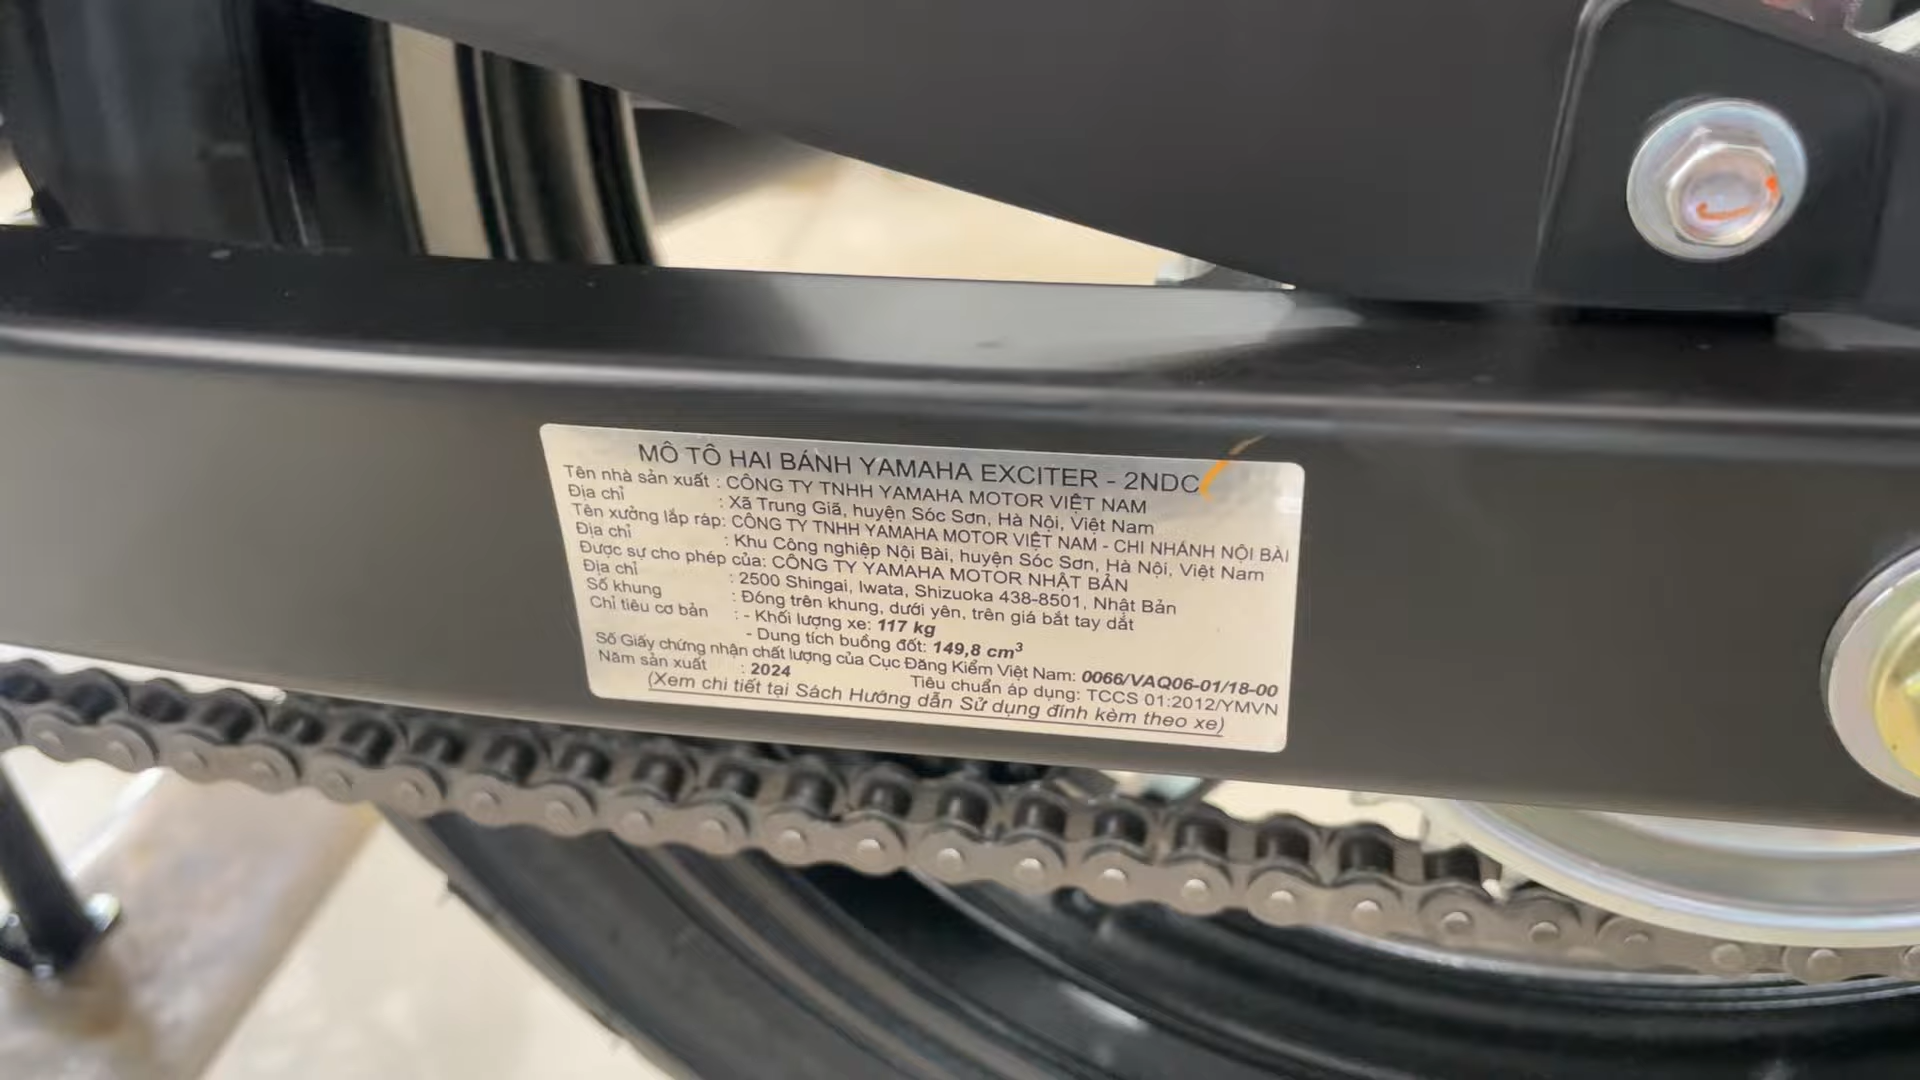 MÔ TÔ HAI BÁNH YAMAHA EXCITER - 2NDC
Tên nhà sản xuất : CÔNG TY TNHH YAMAHA MOTOR VIỆT NAM
Địa chỉ : Xã Trung Giã, huyện Sóc Sơn, Hà Nội, Việt Nam
Tên xưởng lắp ráp: CÔNG TY TNHH YAMAHA MOTOR VIỆT NAM - CHI NHÁNH NỘI BÀI
Địa chỉ : Khu Công nghiệp Nội Bài, huyện Sóc Sơn, Hà Nội, Việt Nam
Được sự cho phép của: CÔNG TY YAMAHA MOTOR NHẬT BẢN
Địa chỉ : 2500 Shingai, Iwata, Shizuoka 438-8501, Nhật Bản
Số khung : Đóng trên khung, dưới yên, trên giá bắt tay dắt
Chỉ tiêu cơ bản : - Khối lượng xe: 117 kg
- Dung tích buồng đốt: 149,8 cm³
Số Giấy chứng nhận chất lượng của Cục Đăng Kiểm Việt Nam: 0066/VAQ06-01/18-00
Năm sản xuất : 2024 Tiêu chuẩn áp dụng: TCCS 01:2012/YMVN
(Xem chi tiết tại Sách Hướng dẫn Sử dụng đính kèm theo xe)